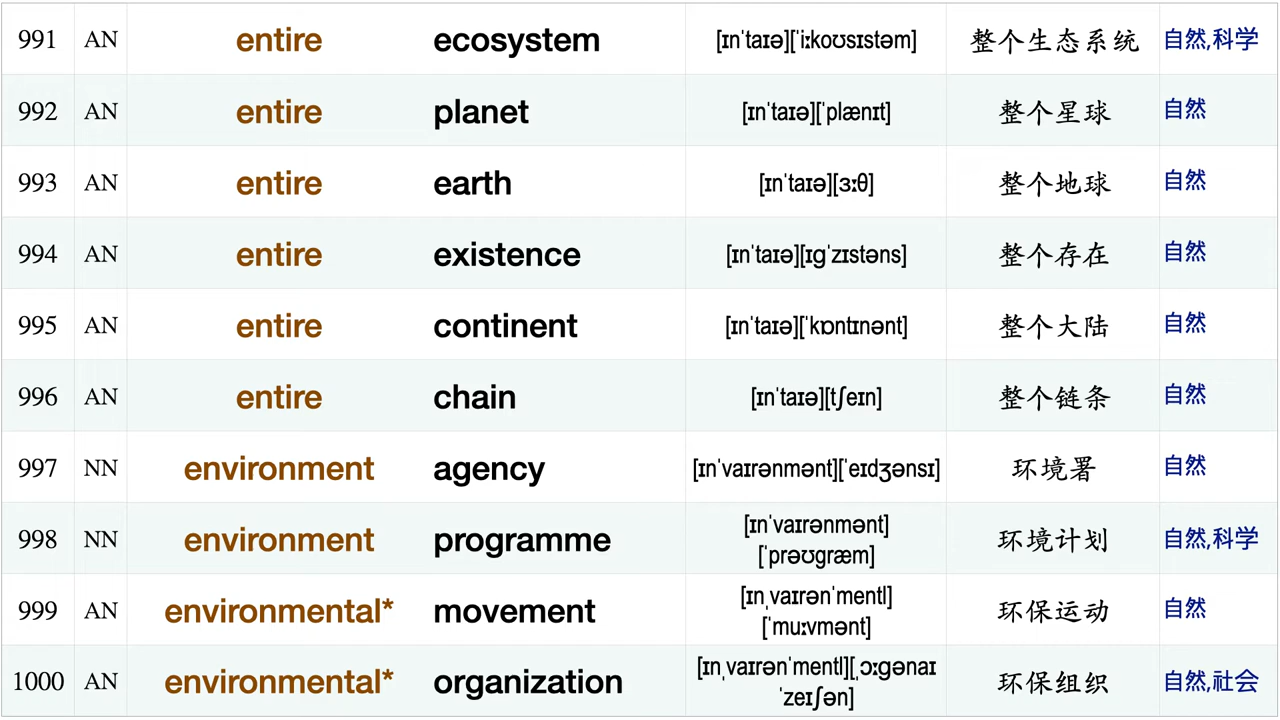 991 AN entire ecosystem [ɪnˈtaɪə][ˈiːkoʊsɪstəm] 整个生态系统 自然,科学
992 AN entire planet [ɪnˈtaɪə][ˈplænɪt] 整个星球 自然
993 AN entire earth [ɪnˈtaɪə][ɜːθ] 整个地球 自然
994 AN entire existence [ɪnˈtaɪə][ɪgˈzɪstəns] 整个存在 自然
995 AN entire continent [ɪnˈtaɪə][ˈkɒntɪnənt] 整个大陆 自然
996 AN entire chain [ɪnˈtaɪə][tʃeɪn] 整个链条 自然
997 NN environment agency [ɪnˈvaɪrənmənt][ˈeɪdʒənsɪ] 环境署 自然
998 NN environment programme [ɪnˈvaɪrənmənt] 环境计划 自然,科学
[ˈprəʊgræm]
999 AN environmental* movement [ɪnˌvaɪrənˈmentl] 环保运动 自然
[ˈmuːvmənt]
1000 AN environmental* organization [ɪnˌvaɪrənˈmentl][ˌɔːgənaɪ 环保组织 自然,社会
ˈzeɪʃən]